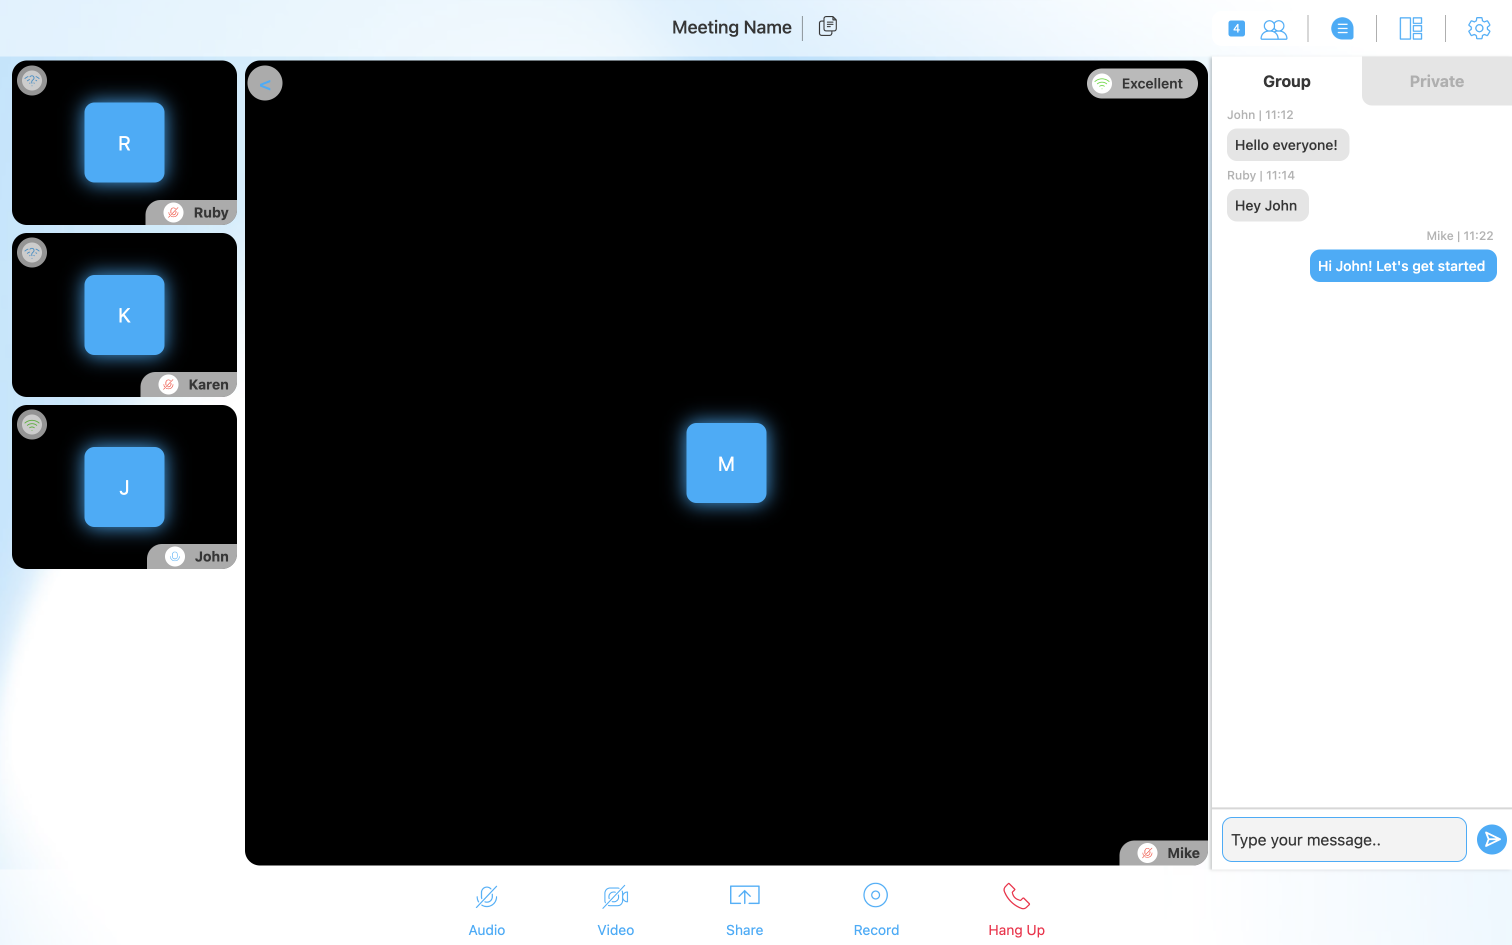 Meeting Name
4
R
Ruby
K
Karen
J
John
<
Excellent
M
Mike
Group
Private
John | 11:12
Hello everyone!
Ruby | 11:14
Hey John
Mike | 11:22
Hi John! Let's get started
Type your message..
Audio
Video
Share
Record
Hang Up